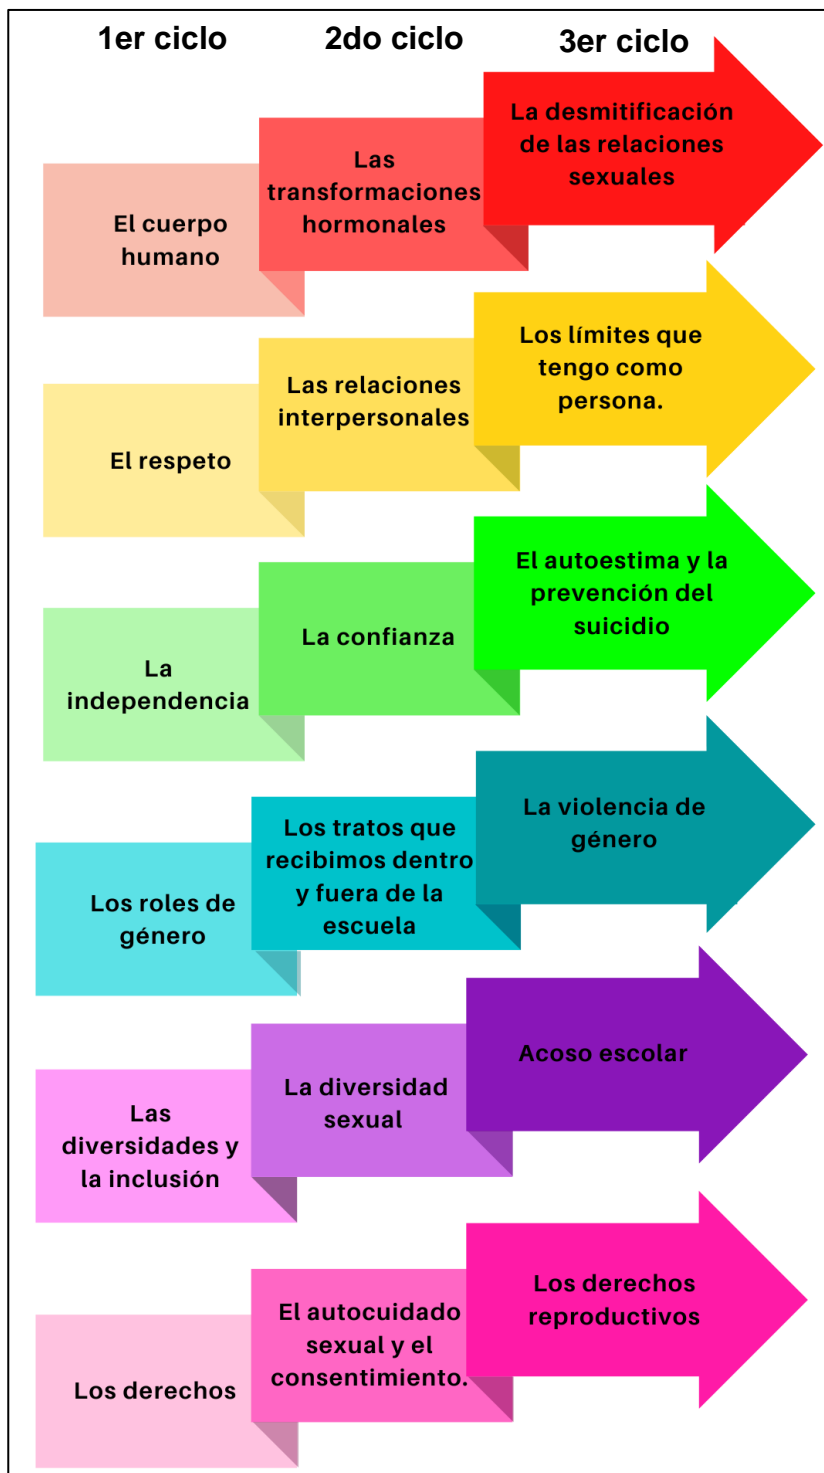 1er ciclo
2do ciclo
3er ciclo
El cuerpo
humano
Las
transformaciones
hormonales
La desmitificación
de las relaciones
sexuales
El respeto
Las relaciones
interpersonales
Los límites que
tengo como
persona.
La
independencia
La confianza
El autoestima y la
prevención del
suicidio
Los roles de
género
Los tratos que
recibimos dentro
y fuera de la
escuela
La violencia de
género
Las
diversidades y
la inclusión
La diversidad
sexual
Acoso escolar
Los derechos
El autocuidado
sexual y el
consentimiento.
Los derechos
reproductivos